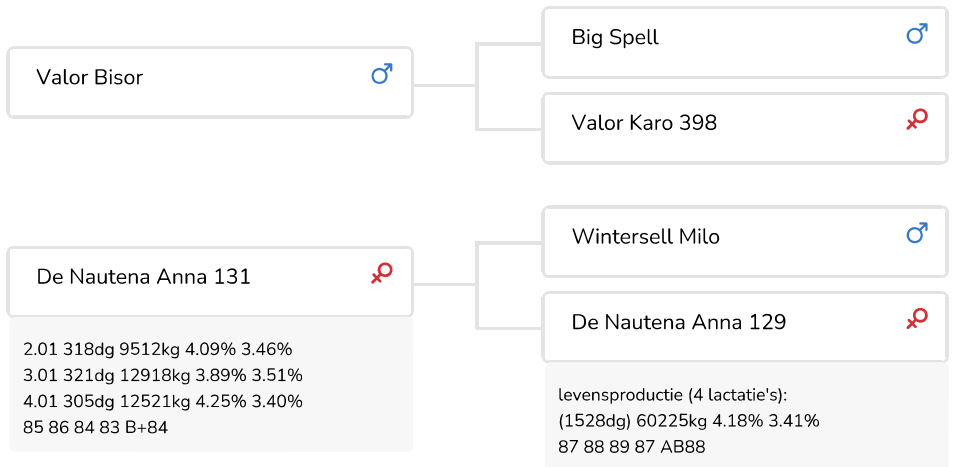 Valor Bisor
Big Spell
Valor Karo 398
De Nautena Anna 131
2.01 318dg 9512kg 4.09% 3.46%
3.01 321dg 12918kg 3.89% 3.51%
4.01 305dg 12521kg 4.25% 3.40%
85 86 84 83 B+84
Wintersell Milo
De Nautena Anna 129
levensproductie (4 lactatie's):
(1528dg) 60225kg 4.18% 3.41%
87 88 89 87 AB88